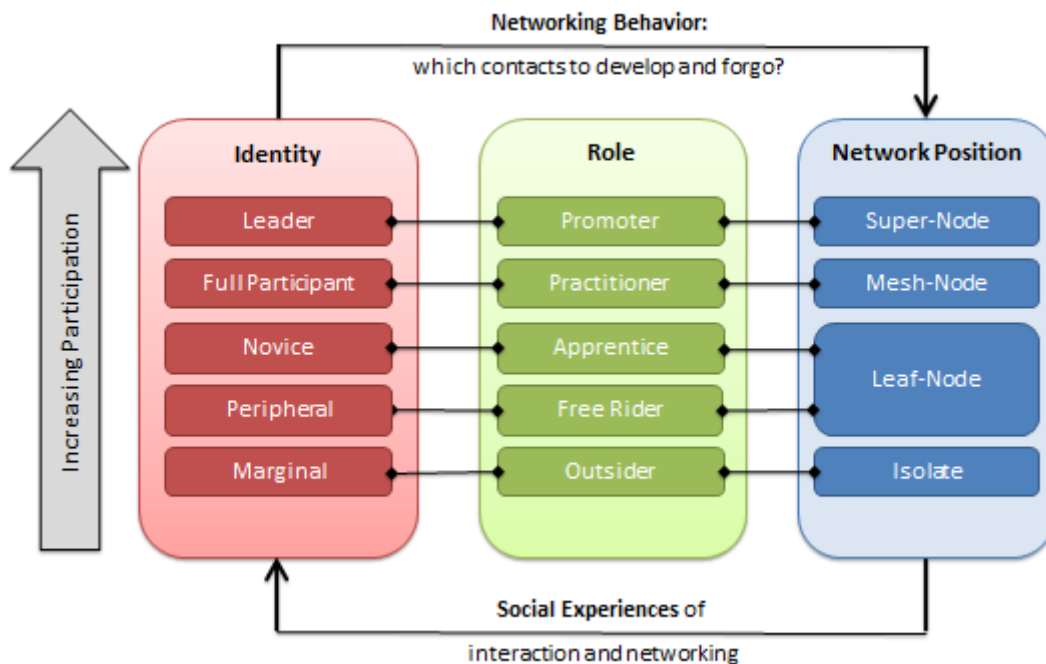 Networking Behavior:
which contacts to develop and forgo?
Increasing Participation
Identity
Leader
Full Participant
Novice
Peripheral
Marginal
Role
Promoter
Practitioner
Apprentice
Free Rider
Outsider
Network Position
Super-Node
Mesh-Node
Leaf-Node
Isolate
Social Experiences of
interaction and networking